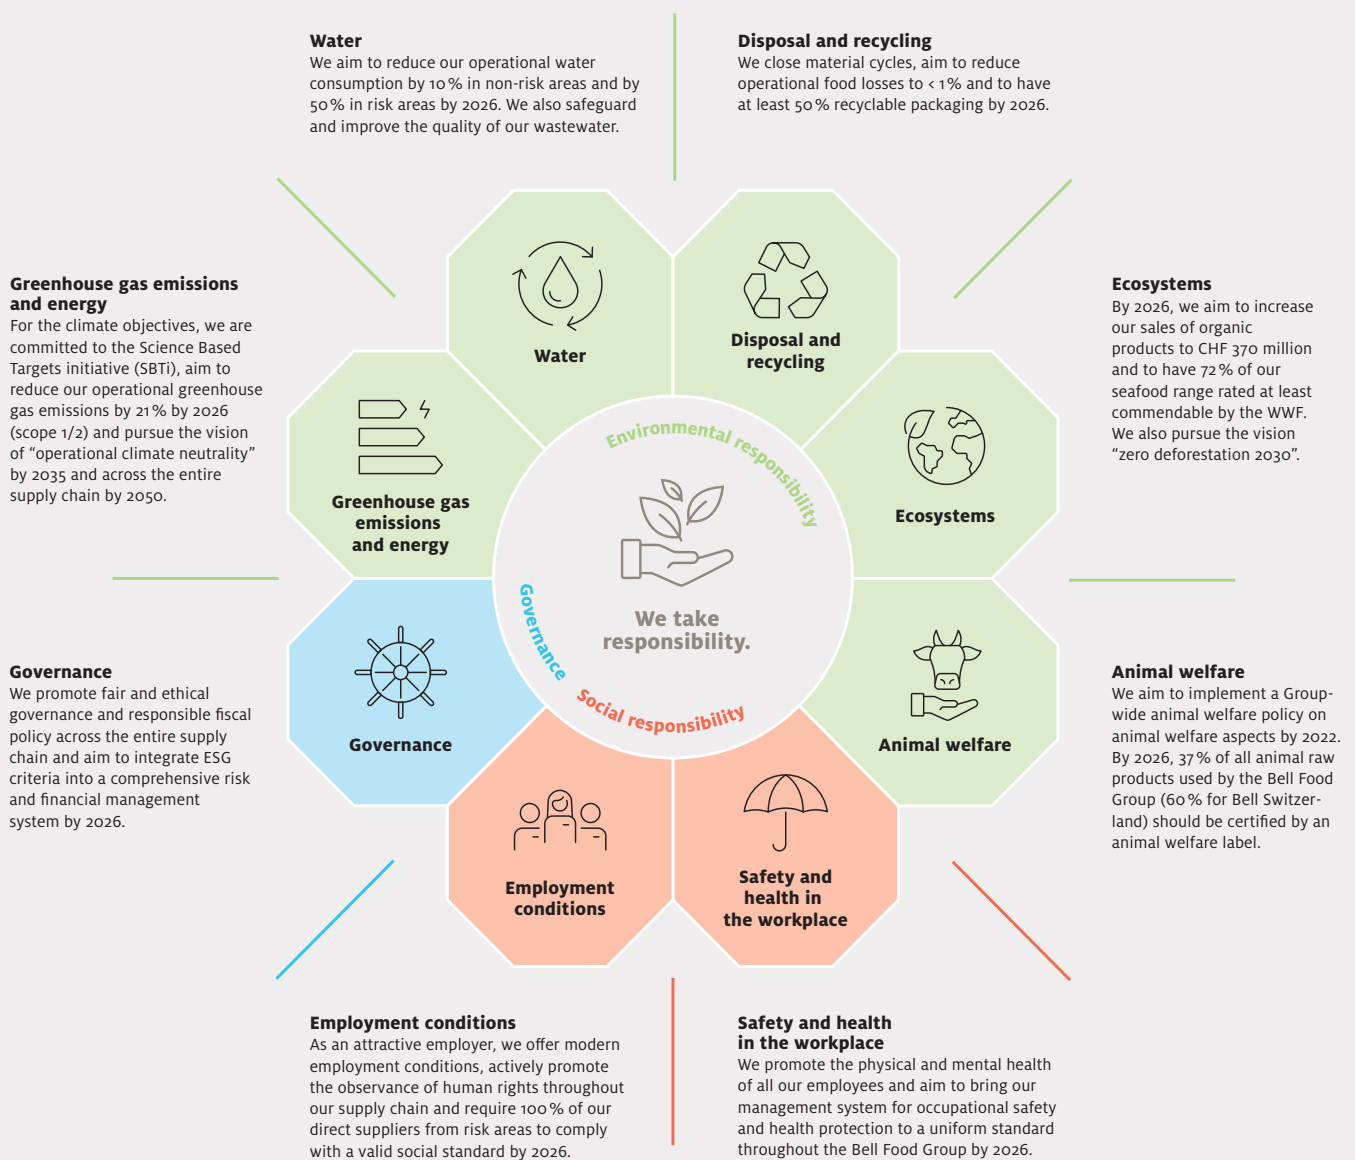 Water
We aim to reduce our operational water
consumption by 10 % in non-risk areas and by
50 % in risk areas by 2026. We also safeguard
and improve the quality of our wastewater.
Disposal and recycling
We close material cycles, aim to reduce
operational food losses to < 1 % and to have
at least 50 % recyclable packaging by 2026.
Greenhouse gas emissions
and energy
For the climate objectives, we are
committed to the Science Based
Targets initiative (SBTi), aim to
reduce our operational greenhouse
gas emissions by 21 % by 2026
(scope 1/2) and pursue the vision
of “operational climate neutrality”
by 2035 and across the entire
supply chain by 2050.
Water
Disposal and
recycling
Ecosystems
By 2026, we aim to increase
our sales of organic
products to CHF 370 million
and to have 72 % of our
seafood range rated at least
commendable by the WWF.
We also pursue the vision
“zero deforestation 2030”.
Greenhouse gas
emissions
and energy
Environmental responsibility
Ecosystems
We take
responsibility.
Governance
Social responsibility
Governance
We promote fair and ethical
governance and responsible fiscal
policy across the entire supply
chain and aim to integrate ESG
criteria into a comprehensive risk
and financial management
system by 2026.
Governance
Animal welfare
Animal welfare
We aim to implement a Group-
wide animal welfare policy on
animal welfare aspects by 2022.
By 2026, 37 % of all animal raw
products used by the Bell Food
Group (60 % for Bell Switzer-
land) should be certified by an
animal welfare label.
Employment
conditions
Safety and
health in
the workplace
Employment conditions
As an attractive employer, we offer modern
employment conditions, actively promote
the observance of human rights throughout
our supply chain and require 100 % of our
direct suppliers from risk areas to comply
with a valid social standard by 2026.
Safety and health
in the workplace
We promote the physical and mental health
of all our employees and aim to bring our
management system for occupational safety
and health protection to a uniform standard
throughout the Bell Food Group by 2026.